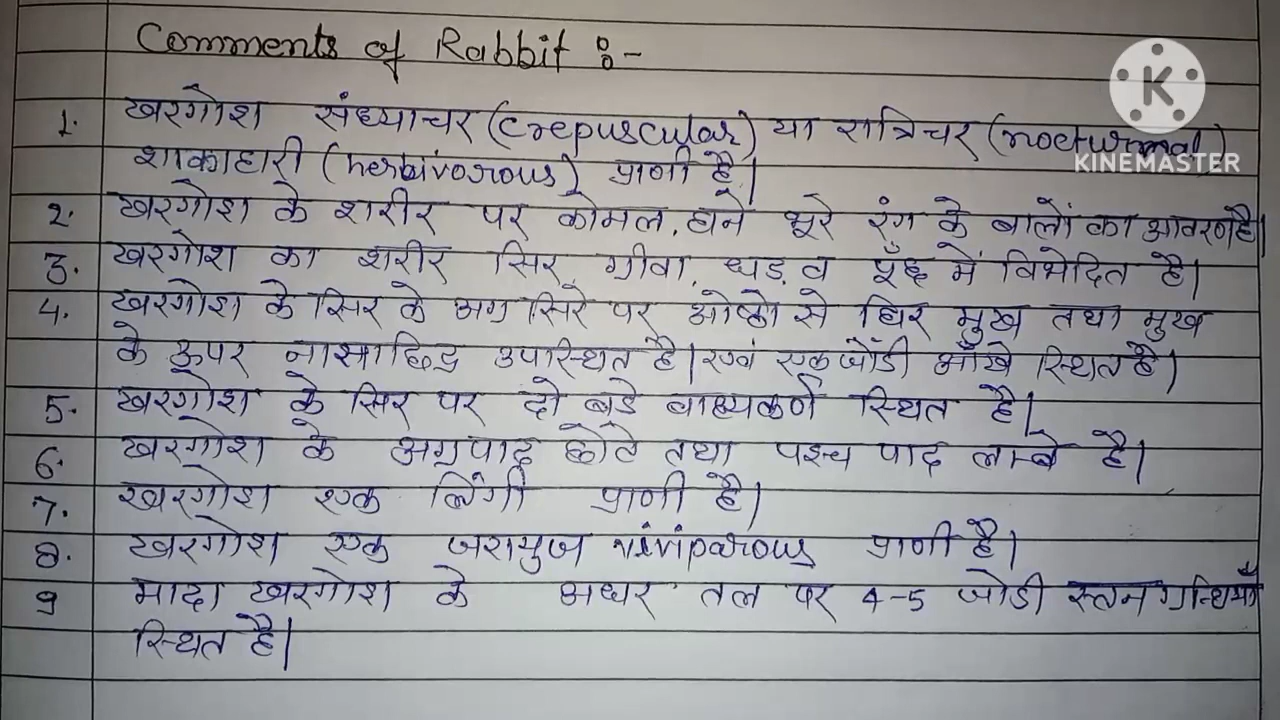 Comments of Rabbit :-
1. खरगोश संध्याचर (crepuscular) या रात्रिचर (nocturnal)
शाकाहारी (herbivorous) प्राणी है।
2. खरगोश के शरीर पर कोमल, घने भूरे रंग के बालों का आवरण है।
3. खरगोश का शरीर सिर, ग्रीवा, धड़ व पूँछ में विभेदित है।
4. खरगोश के सिर के अग्र सिरे पर ओष्ठो से घिर मुख तथा मुख
के ऊपर नासाछिद्र उपस्थित है। एवं एक जोडी आँखे स्थित है।
5. खरगोश के सिर पर दो बडे बाह्यकर्ण स्थित है।
6. खरगोश के अग्रपाद छोटे तथा पश्च पाद लम्बे है।
7. खरगोश एक लिंगी प्राणी है।
8. खरगोश एक जरायुज viviparous प्राणी है।
9 मादा खरगोश के अधर तल पर 4-5 जोडी स्तन ग्रन्थियाँ
स्थित है।
K
KINEMASTER